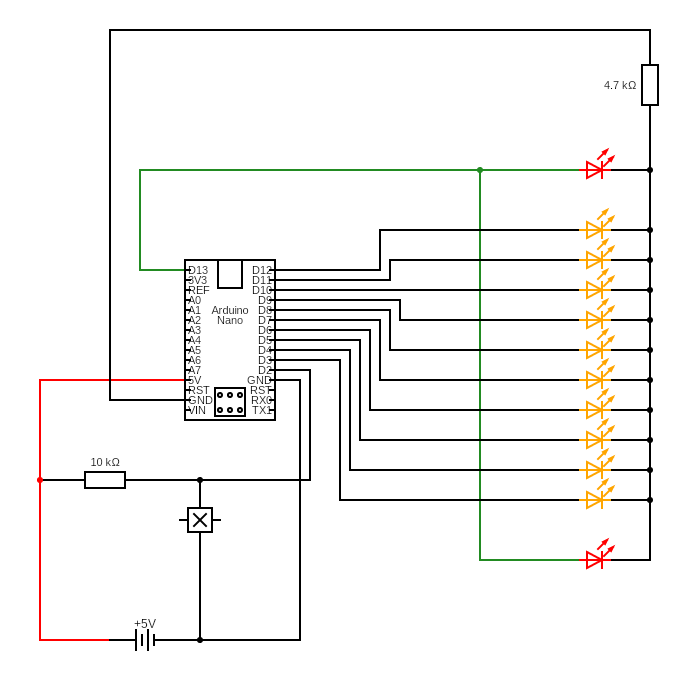 4.7 kΩ
D13 D12
3V3 D11
REF D10
A0 D9
A1 Arduino D8
A2 Nano D7
A3 D6
A4 D5
A5 D4
A6 D3
A7 D2
5V GND
RST RST
GND RX0
VIN TX1
10 kΩ
+5V